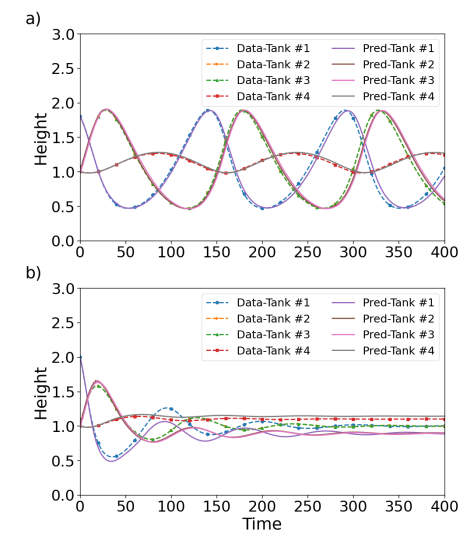 a)
3.0
2.5
2.0
1.5
1.0
0.5
0.0
Height
Data-Tank #1
Data-Tank #2
Data-Tank #3
Data-Tank #4
Pred-Tank #1
Pred-Tank #2
Pred-Tank #3
Pred-Tank #4
0 50 100 150 200 250 300 350 400
b)
3.0
2.5
2.0
1.5
1.0
0.5
0.0
Height
Data-Tank #1
Data-Tank #2
Data-Tank #3
Data-Tank #4
Pred-Tank #1
Pred-Tank #2
Pred-Tank #3
Pred-Tank #4
0 50 100 150 200 250 300 350 400
Time